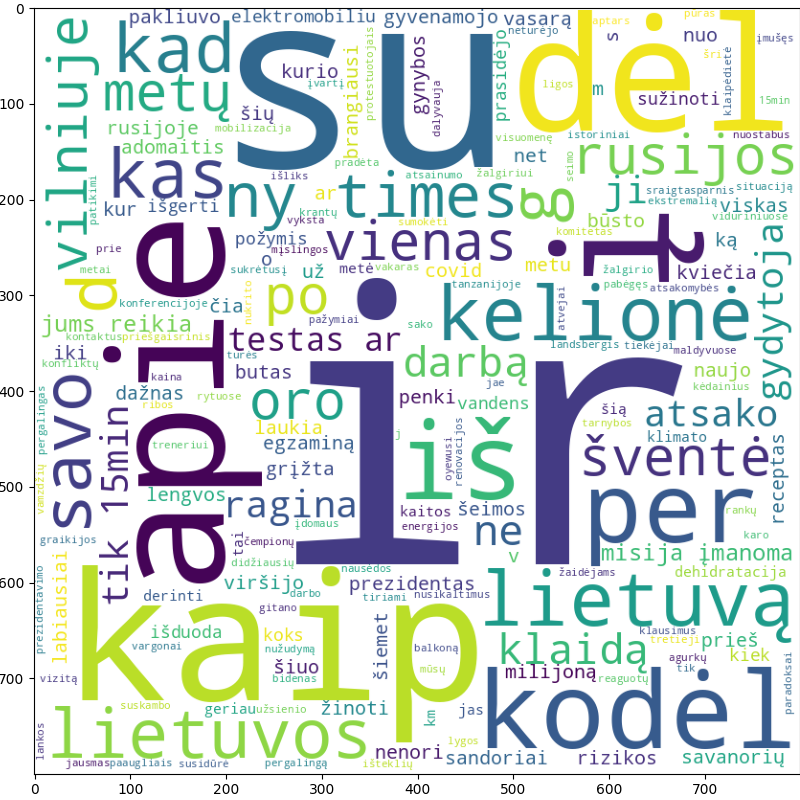 0
100
200
300
400
500
600
700
0 100 200 300 400 500 600 700
pakliuvo elektromobiliu gyvenamojo vasarą
aptars puras
neturėjo
s nuo įmušęs
kad su dėl
kurio
šri
vilniuje
metų
įvartį
brangiausi
protestuotojais
gynybos
dalyvauja
prasidėjo
ligos
m
sužinoti
klaipėdietė
15min
šių
rusijoje mobilizacija
adomaitis
visuomenę
istoriniai
nuostabus
net
seimo
rusijos
pradeta
kas
patikimi
išliks atsainumo žalgiriui
kur išgerti
ny times
ar
krantų
g
ji
sraigtasparnis situaciją
ekstremalią
viskas
viduriniuose
vyksta
sumokėti
būsto
komitetas
prie
požymis
o
mįslingos
vienas
į
ką
metai
sukrėtusį
už
metė
vakaras
covid
metu
žalgirio
kviečia
gydytoja
d
konferencijoje
čia
nukrito
po
pabėgęs
atsakomybės
tanzanijoje
atvejai
kelionė
jums reikia
pažymiai
sako
kontaktus
priešgaisrinis
testas ar
landsbergis tiekėjai
maldyvuose
iki
konfliktų
turės
apie
kaina
butas
darbą
naujo
kėdainius
jae
dažnas
rytuose
ribos
oro
penki
vandens
šią
tarnybos
atsako
savo
pergalingas
laukia
egzaminą
j
iš
klimato
treneriui
ir
oyewusi
renovacijos
šventė
grįžta
vamzdžių
tik 15min
lengvos
ragina
kaitos
energijos
šeimos
ne
per
receptas
rankų
įdomaus
graikijos
tai
čempionų
karo
v
misija įmanoma
didžiausių
nausėdos
žaidėjams
dehidratacija
prezidentavimo
labiausiai
derinti
viršijo
darbo
prezidentas
tiriami nusikaltimui
gitano
kaip
lietuvą
išduoda
koks
vargonai
nužudymą
šiemet
balkoną
klausimus
tretieji
prieš
klaidą
agurkų
kiek
tik
vizitą
šiuo
bidenas
mūsų
milijoną
reaguotų
paradoksai
suskambo
geriau
užsienio
žinoti
km
jas
kodėl
lankos
lietuvos
nenori
lygos
sandoriai rizikos savanorių
jausmas
paaugliais susidūrė pergalingą
ištekl­ių